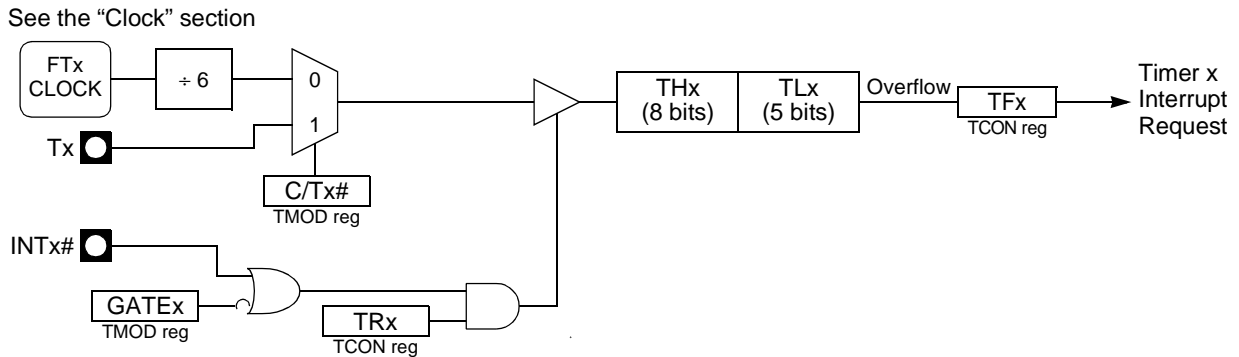 See the “Clock” section
FTx
CLOCK
÷ 6
0
1
Tx
C/Tx#
TMOD reg
THx
(8 bits)
TLx
(5 bits)
Overflow
TFx
TCON reg
Timer x
Interrupt
Request
INTx#
GATEx
TMOD reg
TRx
TCON reg